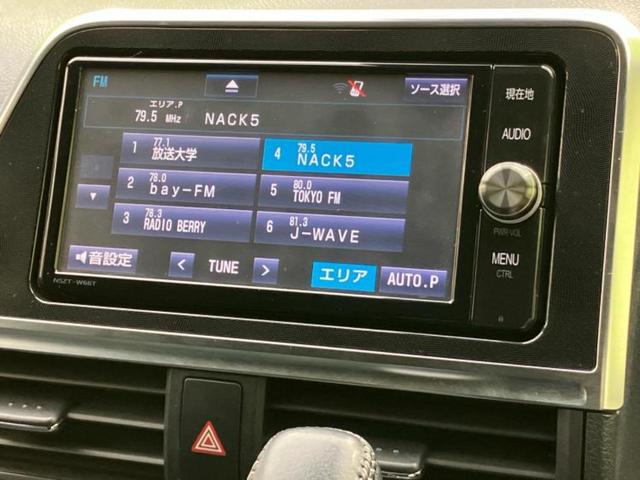 FM
ソース選択
エリア.P
79.5 MHz NACK5
現在地
AUDIO
1 77.1 放送大学
4 79.5 NACK5
2 78.0 bay-FM
5 80.0 TOKYO FM
3 78.3 RADIO BERRY
6 81.3 J-WAVE
PWR·VOL
MENU
CTRL
音設定
< TUNE >
エリア
AUTO.P
NSZT-W66T